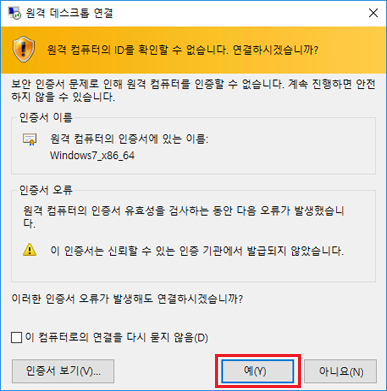 원격 데스크톱 연결
원격 컴퓨터의 ID를 확인할 수 없습니다. 연결하시겠습니까?
보안 인증서 문제로 인해 원격 컴퓨터를 인증할 수 없습니다. 계속 진행하면 안전
하지 않을 수 있습니다.
인증서 이름
원격 컴퓨터의 인증서에 있는 이름:
Windows7_x86_64
인증서 오류
원격 컴퓨터의 인증서 유효성을 검사하는 동안 다음 오류가 발생했습니
다.
이 인증서는 신뢰할 수 있는 인증 기관에서 발급되지 않았습니다.
이러한 인증서 오류가 발생해도 연결하시겠습니까?
이 컴퓨터로의 연결을 다시 묻지 않음(D)
인증서 보기(V)... 예(Y) 아니요(N)